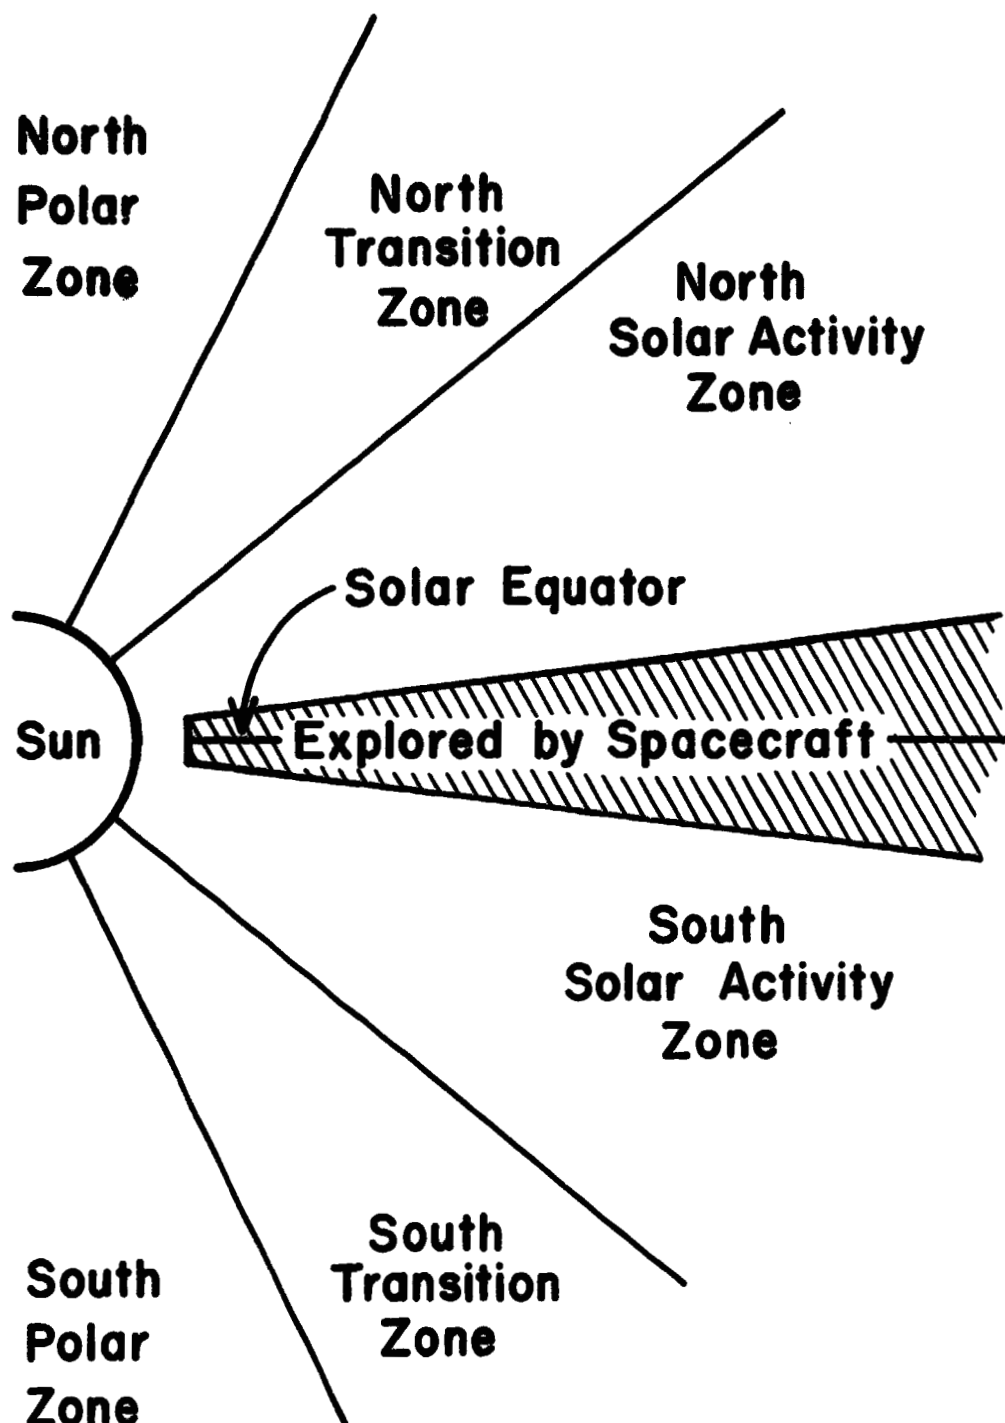 North
Polar
Zone
North
Transition
Zone
North
Solar Activity
Zone
Solar Equator
Sun
Explored by Spacecraft
South
Solar Activity
Zone
South
Transition
Zone
South
Polar
Zone